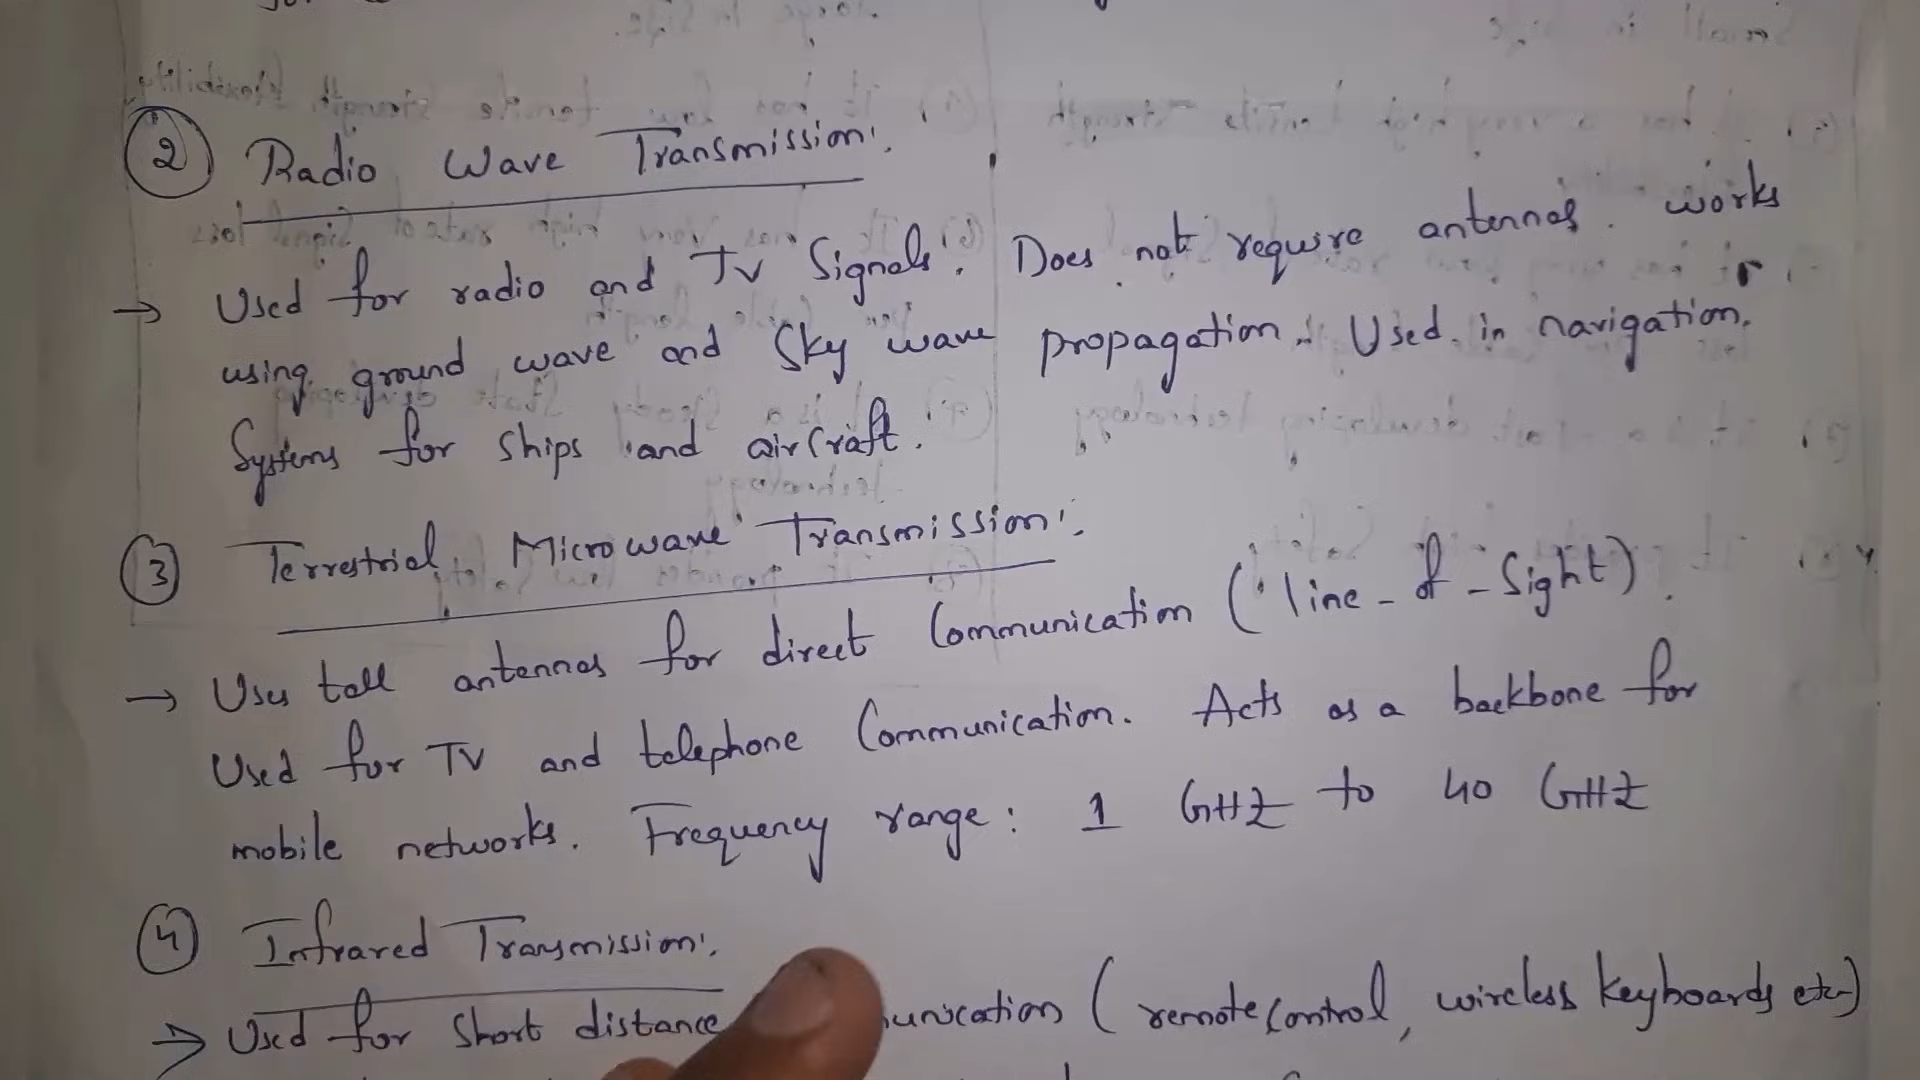 ② Radio Wave Transmission:
→ Used for radio and TV Signals. Does not require antennas. works
using ground wave and Sky wave propagation. Used in navigation
Systems for ships and aircraft.
③ Terrestrial Microwave Transmission:
→ Uses tall antennas for direct Communication (line-of-Sight).
Used for TV and telephone Communication. Acts as a backbone for
mobile networks. Frequency range: 1 GHz to 40 GHz
④ Infrared Transmission:
→ Used for Short distance (remote control, wireless keyboards etc)